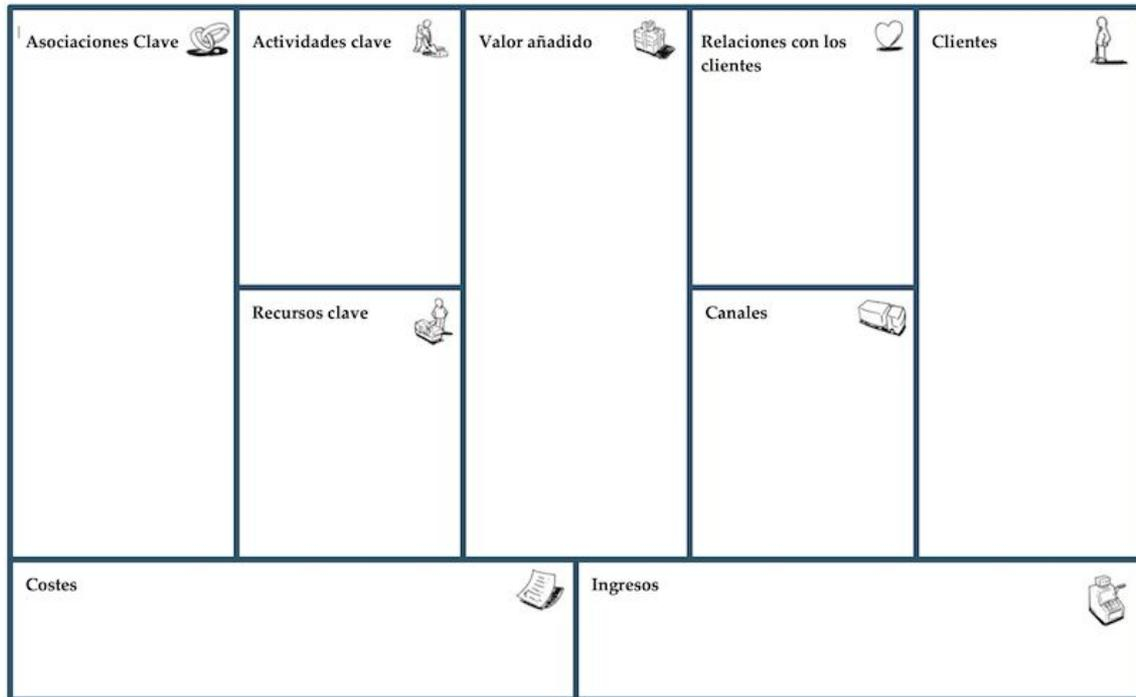 Asociaciones Clave
Actividades clave
Valor añadido
Relaciones con los
clientes
Clientes
Recursos clave
Canales
Costes
Ingresos